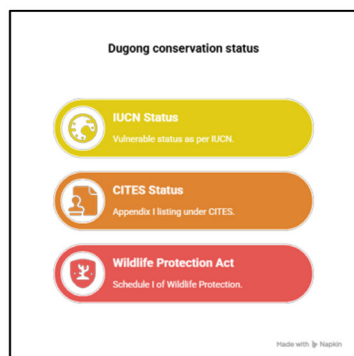 Dugong conservation status
IUCN Status
Vulnerable status as per IUCN.
CITES Status
Appendix I listing under CITES.
Wildlife Protection Act
Schedule I of Wildlife Protection.
Made with Napkin